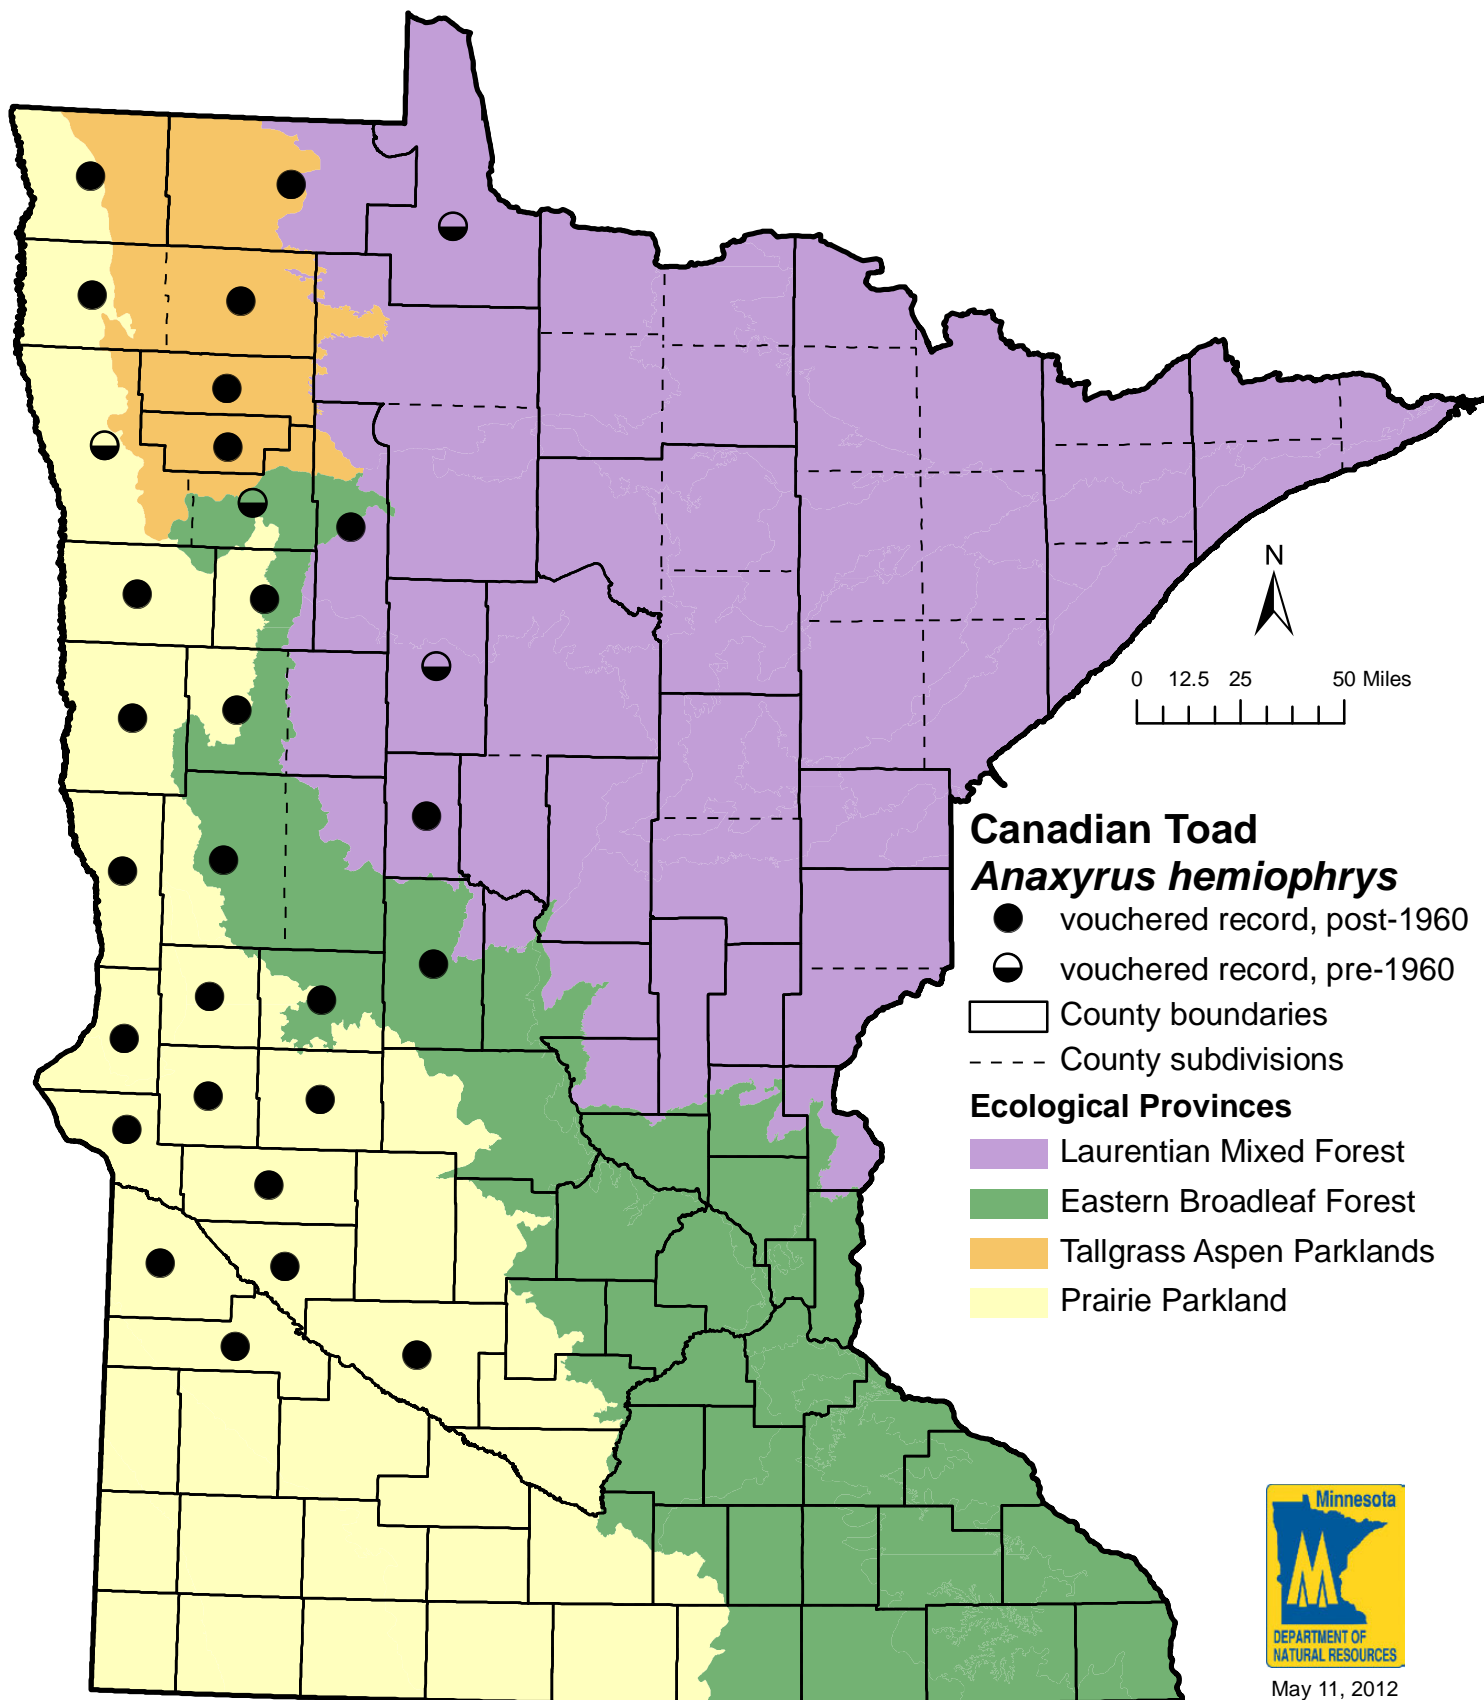 N
0 12.5 25 50 Miles
Canadian Toad
Anaxyrus hemiophrys
vouchered record, post-1960
vouchered record, pre-1960
County boundaries
County subdivisions
Ecological Provinces
Laurentian Mixed Forest
Eastern Broadleaf Forest
Tallgrass Aspen Parklands
Prairie Parkland
Minnesota
DEPARTMENT OF
NATURAL RESOURCES
May 11, 2012